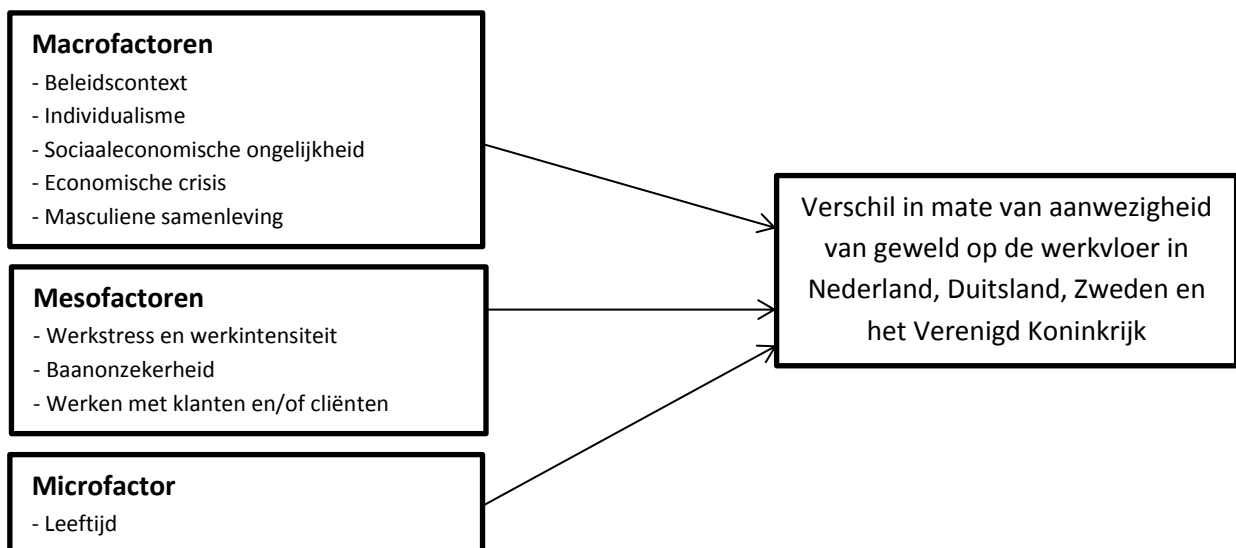 Macrofactoren
- Beleidscontext
- Individualisme
- Sociaaleconomische ongelijkheid
- Economische crisis
- Masculiene samenleving
Mesofactoren
- Werkstress en werkintensiteit
- Baanonzekerheid
- Werken met klanten en/of cliënten
Microfactor
- Leeftijd
Verschil in mate van aanwezigheid
van geweld op de werkvloer in
Nederland, Duitsland, Zweden en
het Verenigd Koninkrijk